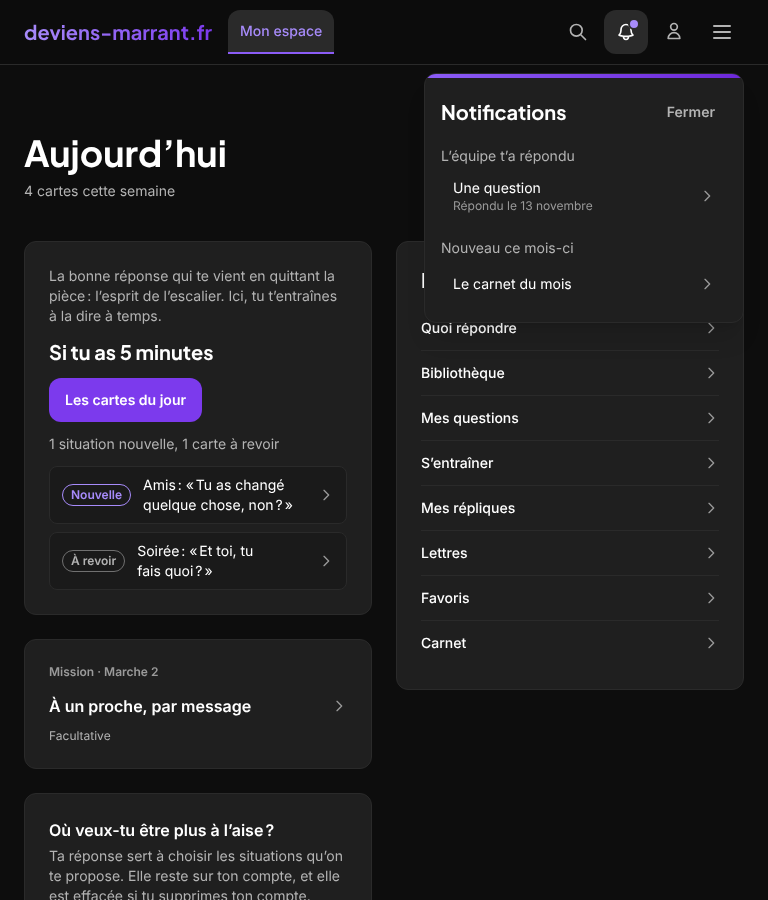 deviens-marrant.fr
Mon espace
Notifications
Fermer
L’équipe t’a répondu
Une question
Répondu le 13 novembre
Nouveau ce mois-ci
Le carnet du mois
Aujourd’hui
4 cartes cette semaine
La bonne réponse qui te vient en quittant la
pièce : l’esprit de l’escalier. Ici, tu t’entraînes
à la dire à temps.
Si tu as 5 minutes
Les cartes du jour
1 situation nouvelle, 1 carte à revoir
Nouvelle
Amis : « Tu as changé
quelque chose, non ? »
À revoir
Soirée : « Et toi, tu
fais quoi ? »
Mission · Marche 2
À un proche, par message
Facultative
Où veux-tu être plus à l’aise ?
Ta réponse sert à choisir les situations qu’on
te propose. Elle reste sur ton compte, et elle
est effacée si tu supprimes ton compte.
Quoi répondre
Bibliothèque
Mes questions
S’entraîner
Mes répliques
Lettres
Favoris
Carnet